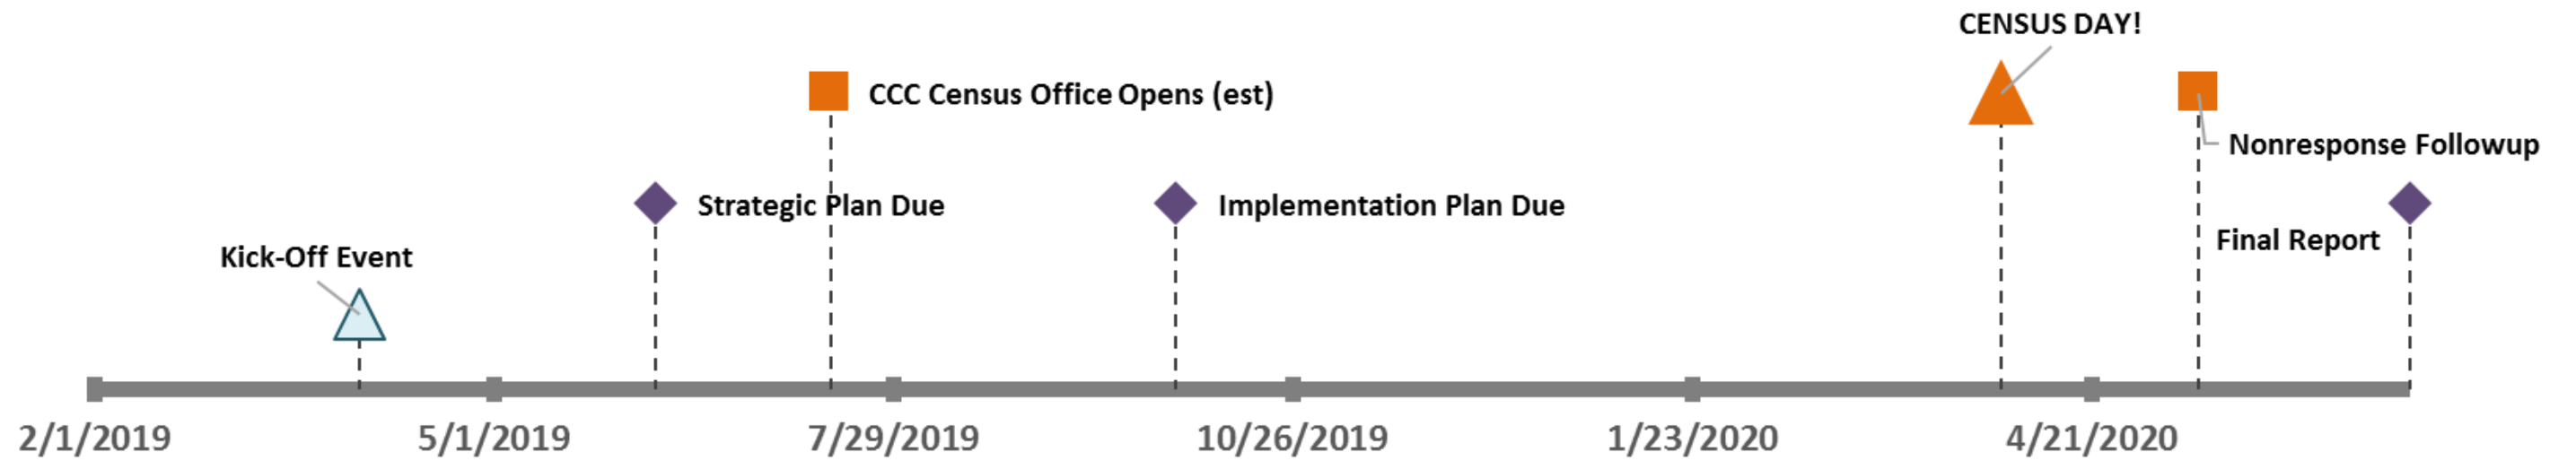 CENSUS DAY!
CCC Census Office Opens (est)
Nonresponse Followup
Strategic Plan Due
Implementation Plan Due
Final Report
Kick-Off Event
2/1/2019
5/1/2019
7/29/2019
10/26/2019
1/23/2020
4/21/2020